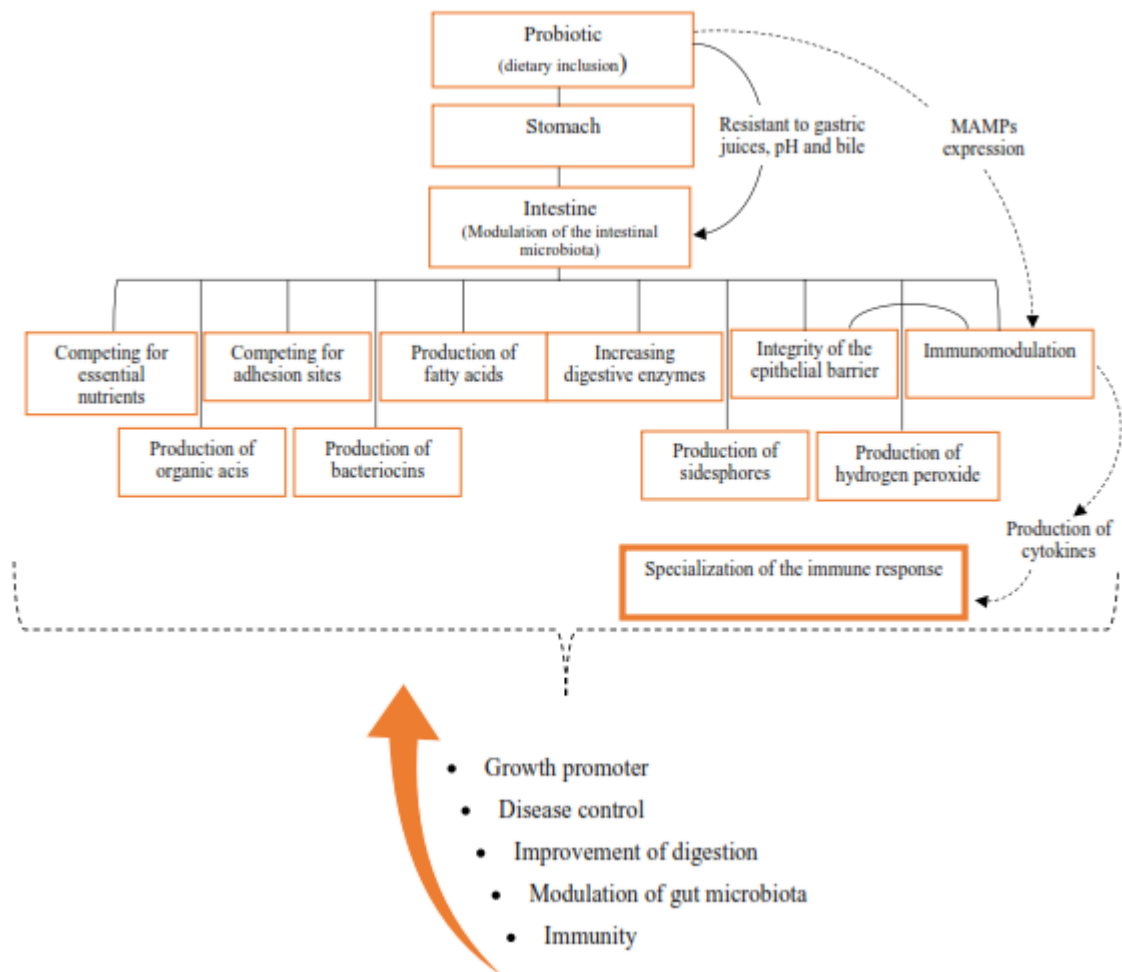 Probiotic
(dietary inclusion)
Stomach
Resistant to gastric
juices, pH and bile
MAMPs
expression
Intestine
(Modulation of the intestinal
microbiota)
Competing for
essential
nutrients
Competing for
adhesion sites
Production of
fatty acids
Increasing
digestive enzymes
Integrity of the
epithelial barrier
Immunomodulation
Production of
organic acis
Production of
bacteriocins
Production of
sidesphores
Production of
hydrogen peroxide
Production of
cytokines
Specialization of the immune response
• Growth promoter
• Disease control
• Improvement of digestion
• Modulation of gut microbiota
• Immunity